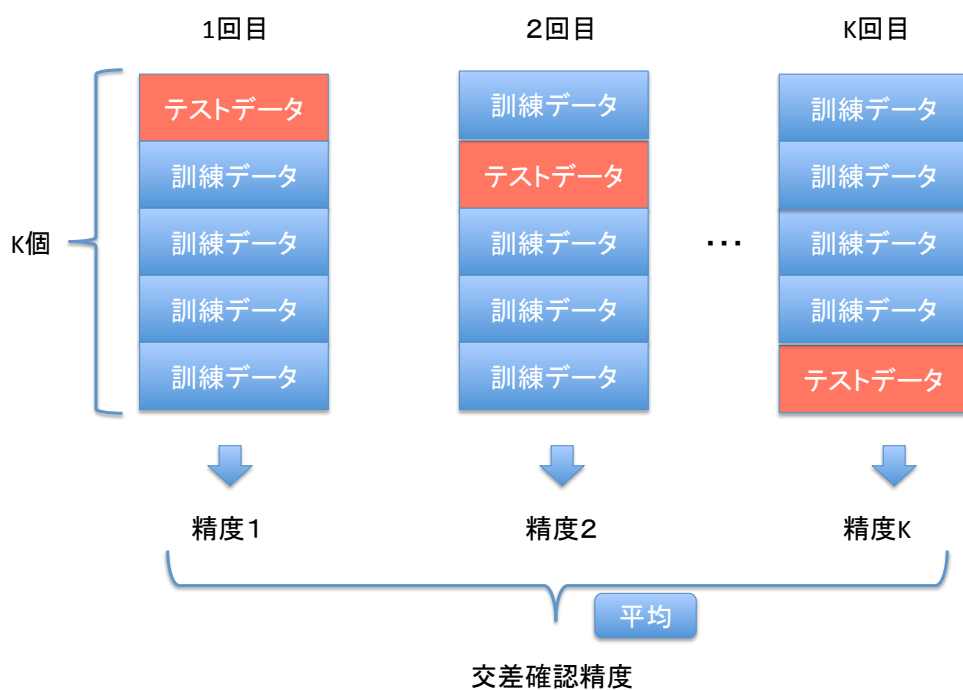 1回目
２回目
K回目
テストデータ
訓練データ
訓練データ
訓練データ
訓練データ
訓練データ
テストデータ
訓練データ
訓練データ
訓練データ
訓練データ
訓練データ
訓練データ
訓練データ
テストデータ
K個
…
精度１
精度２
精度K
平均
交差確認精度